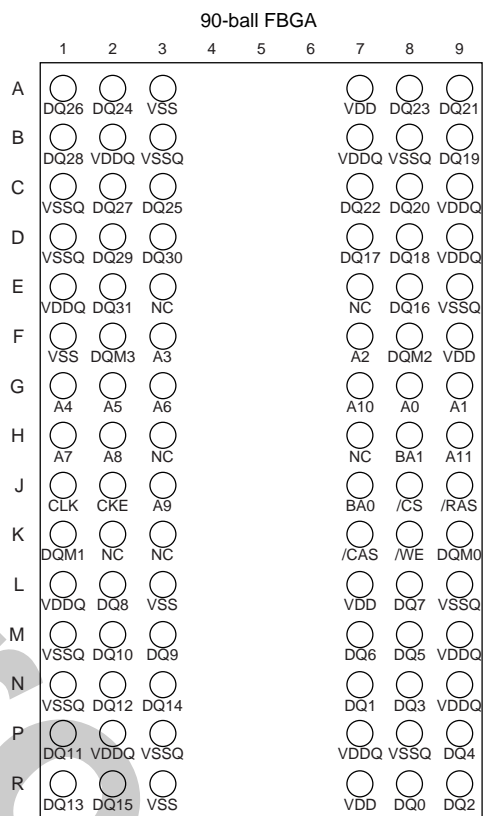 90-ball FBGA
1 2 3 4 5 6 7 8 9
A
DQ26 DQ24 VSS VDD DQ23 DQ21
B
DQ28 VDDQ VSSQ VDDQ VSSQ DQ19
C
VSSQ DQ27 DQ25 DQ22 DQ20 VDDQ
D
VSSQ DQ29 DQ30 DQ17 DQ18 VDDQ
E
VDDQ DQ31 NC NC DQ16 VSSQ
F
VSS DQM3 A3 A2 DQM2 VDD
G
A4 A5 A6 A10 A0 A1
H
A7 A8 NC NC BA1 A11
J
CLK CKE A9 BA0 /CS /RAS
K
DQM1 NC NC /CAS /WE DQM0
L
VDDQ DQ8 VSS VDD DQ7 VSSQ
M
VSSQ DQ10 DQ9 DQ6 DQ5 VDDQ
N
VSSQ DQ12 DQ14 DQ1 DQ3 VDDQ
P
DQ11 VDDQ VSSQ VDDQ VSSQ DQ4
R
DQ13 DQ15 VSS VDD DQ0 DQ2